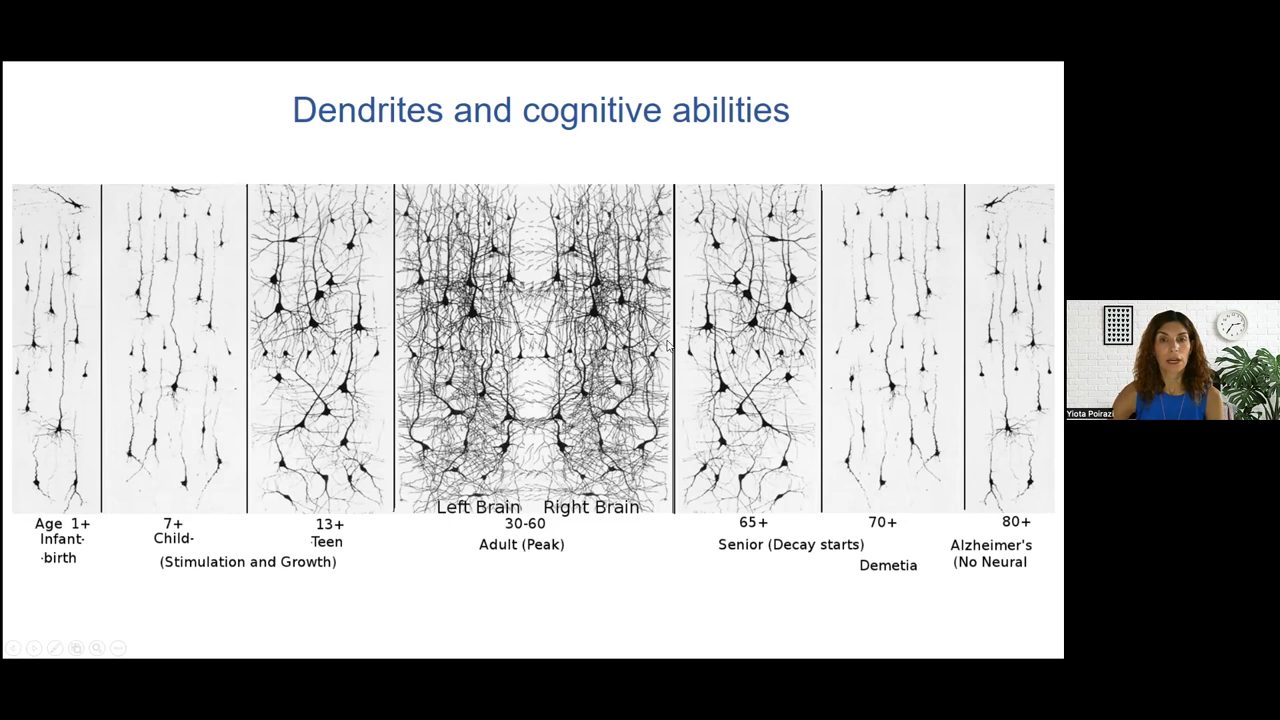 Dendrites and cognitive abilities
Left Brain Right Brain
Age 1+
Infant-
-birth
7+
Child-
(Stimulation and Growth)
13+
Teen
30-60
Adult (Peak)
65+
Senior (Decay starts)
70+
Demetia
80+
Alzheimer's
(No Neural
Yiota Poirazi